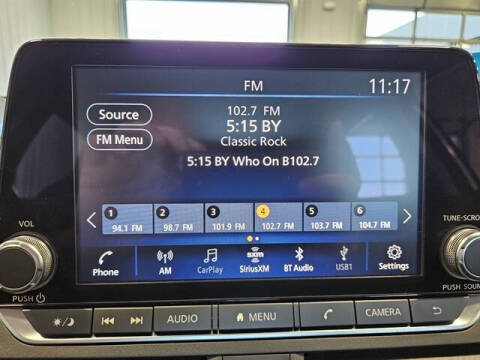 FM
11:17
Source
FM Menu
102.7 FM
5:15 BY
Classic Rock
5:15 BY Who On B102.7
1 2 3 4 5 6
94.1 FM 98.7 FM 101.9 FM 102.7 FM 103.7 FM 104.7 FM
Phone
AM
CarPlay
sxm
SiriusXM
BT Audio
USB1
Settings
VOL
PUSH
TUNE-SCRO
PUSH SOUN
AUDIO
MENU
CAMERA